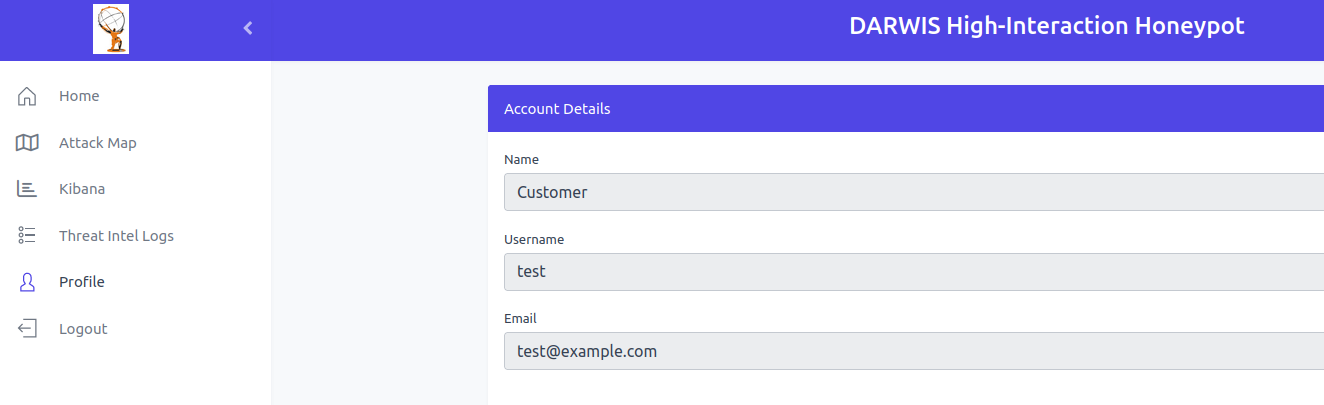 DARWIS High-Interaction Honeypot
Home
Attack Map
Kibana
Threat Intel Logs
Profile
Logout
Account Details
Name
Customer
Username
test
Email
test@example.com